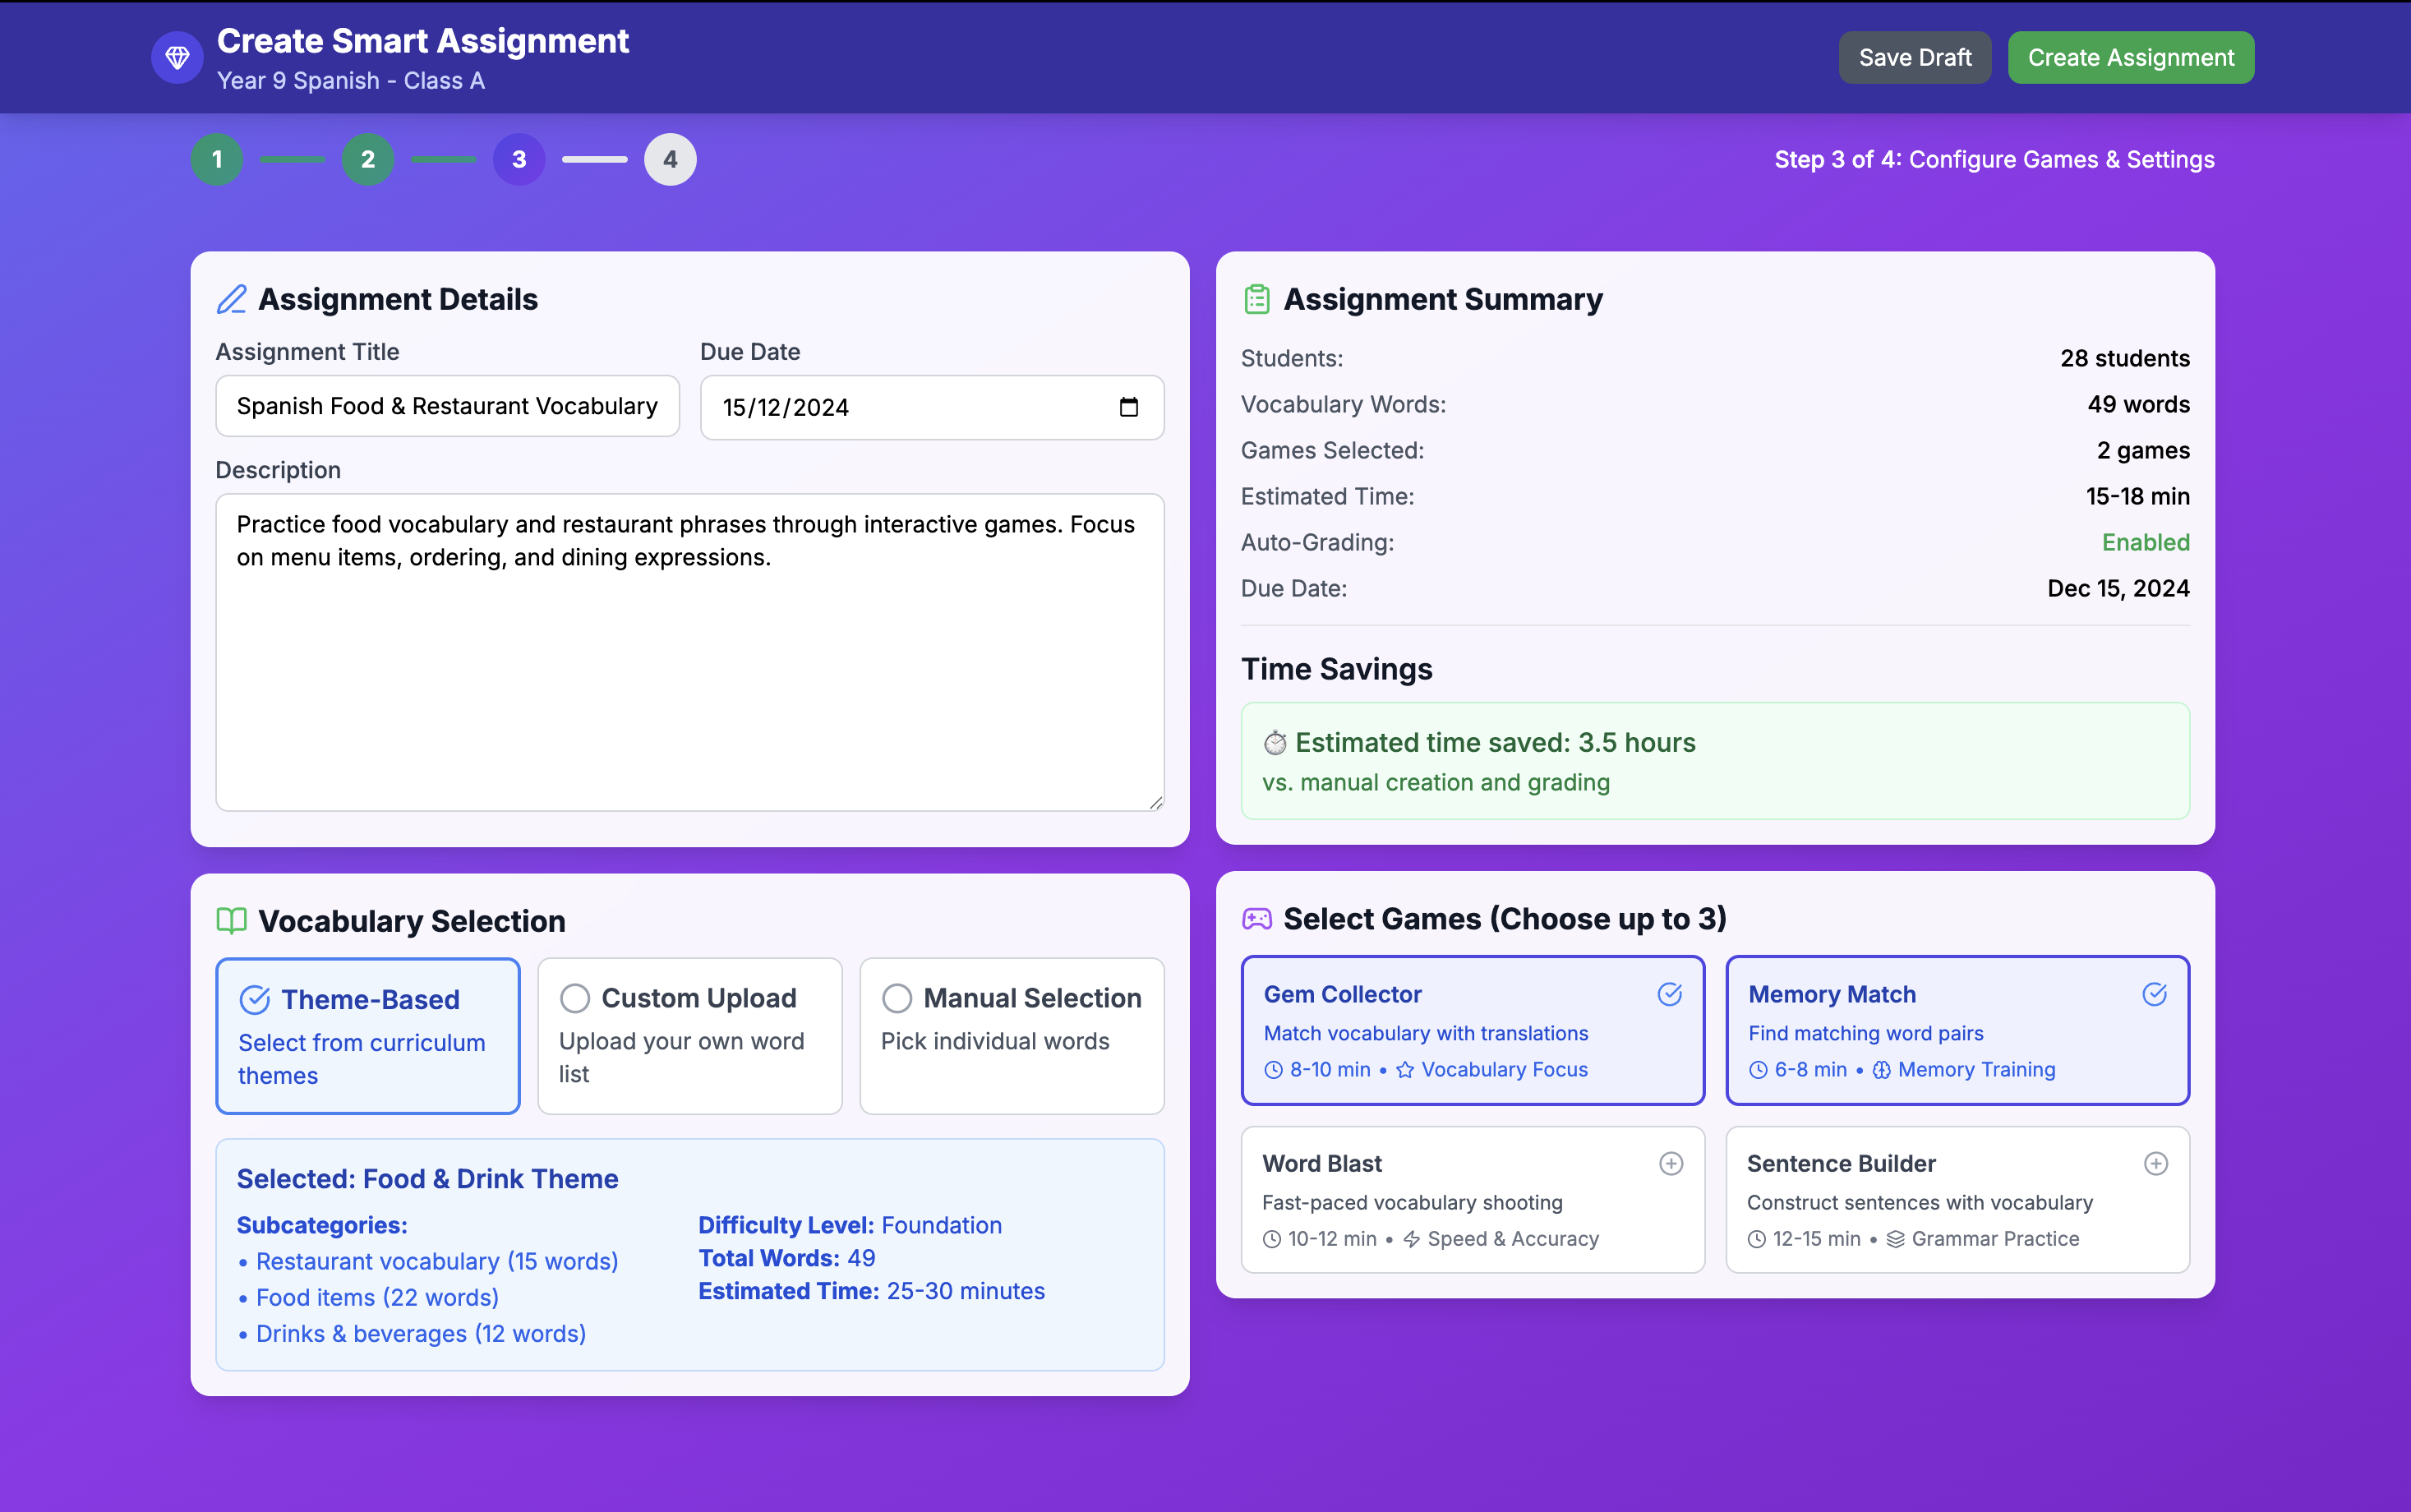 Create Smart Assignment
Year 9 Spanish - Class A
Save Draft
Create Assignment
1
2
3
4
Step 3 of 4: Configure Games & Settings
Assignment Details
Assignment Title
Due Date
Spanish Food & Restaurant Vocabulary
15/12/2024
Description
Practice food vocabulary and restaurant phrases through interactive games. Focus
on menu items, ordering, and dining expressions.
Assignment Summary
Students:
28 students
Vocabulary Words:
49 words
Games Selected:
2 games
Estimated Time:
15-18 min
Auto-Grading:
Enabled
Due Date:
Dec 15, 2024
Time Savings
Estimated time saved: 3.5 hours
vs. manual creation and grading
Vocabulary Selection
Theme-Based
Select from curriculum
themes
Custom Upload
Upload your own word
list
Manual Selection
Pick individual words
Selected: Food & Drink Theme
Subcategories:
• Restaurant vocabulary (15 words)
• Food items (22 words)
• Drinks & beverages (12 words)
Difficulty Level: Foundation
Total Words: 49
Estimated Time: 25-30 minutes
Select Games (Choose up to 3)
Gem Collector
Match vocabulary with translations
8-10 min • Vocabulary Focus
Memory Match
Find matching word pairs
6-8 min • Memory Training
Word Blast
Fast-paced vocabulary shooting
10-12 min • Speed & Accuracy
Sentence Builder
Construct sentences with vocabulary
12-15 min • Grammar Practice